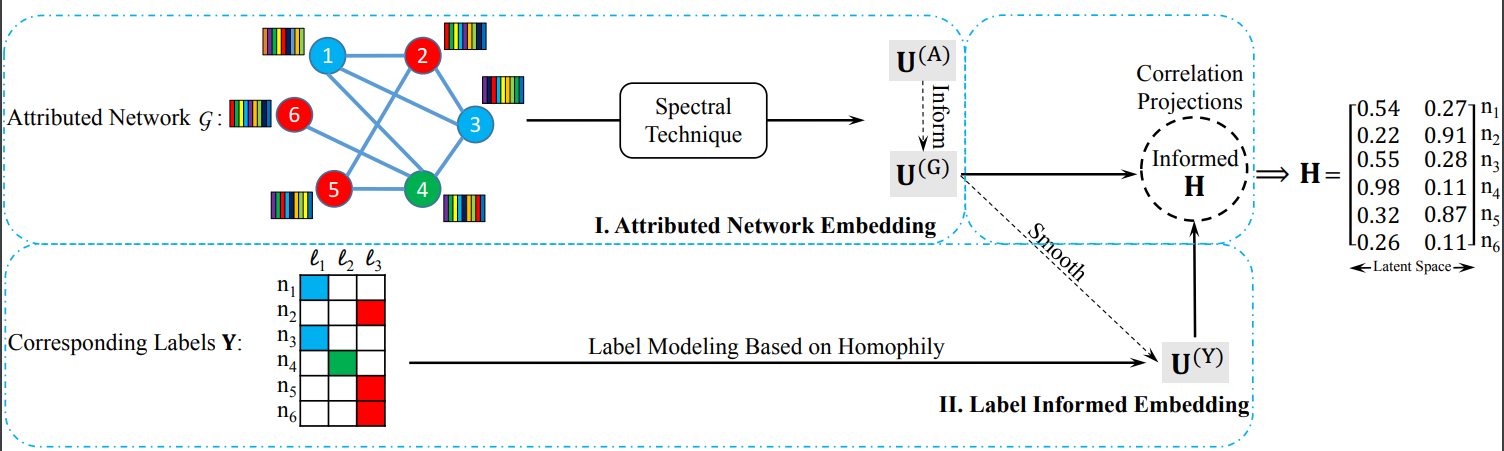 Attributed Network 𝒢:
1
2
3
4
5
6
Spectral
Technique
U(A)
Inform
U(G)
I. Attributed Network Embedding
Correlation
Projections
Informed
H
⇒ H =
0.54 0.27 n1
0.22 0.91 n2
0.55 0.28 n3
0.98 0.11 n4
0.32 0.87 n5
0.26 0.11 n6
Latent Space
Smooth
Corresponding Labels Y:
ℓ1 ℓ2 ℓ3
n1
n2
n3
n4
n5
n6
Label Modeling Based on Homophily
U(Y)
II. Label Informed Embedding